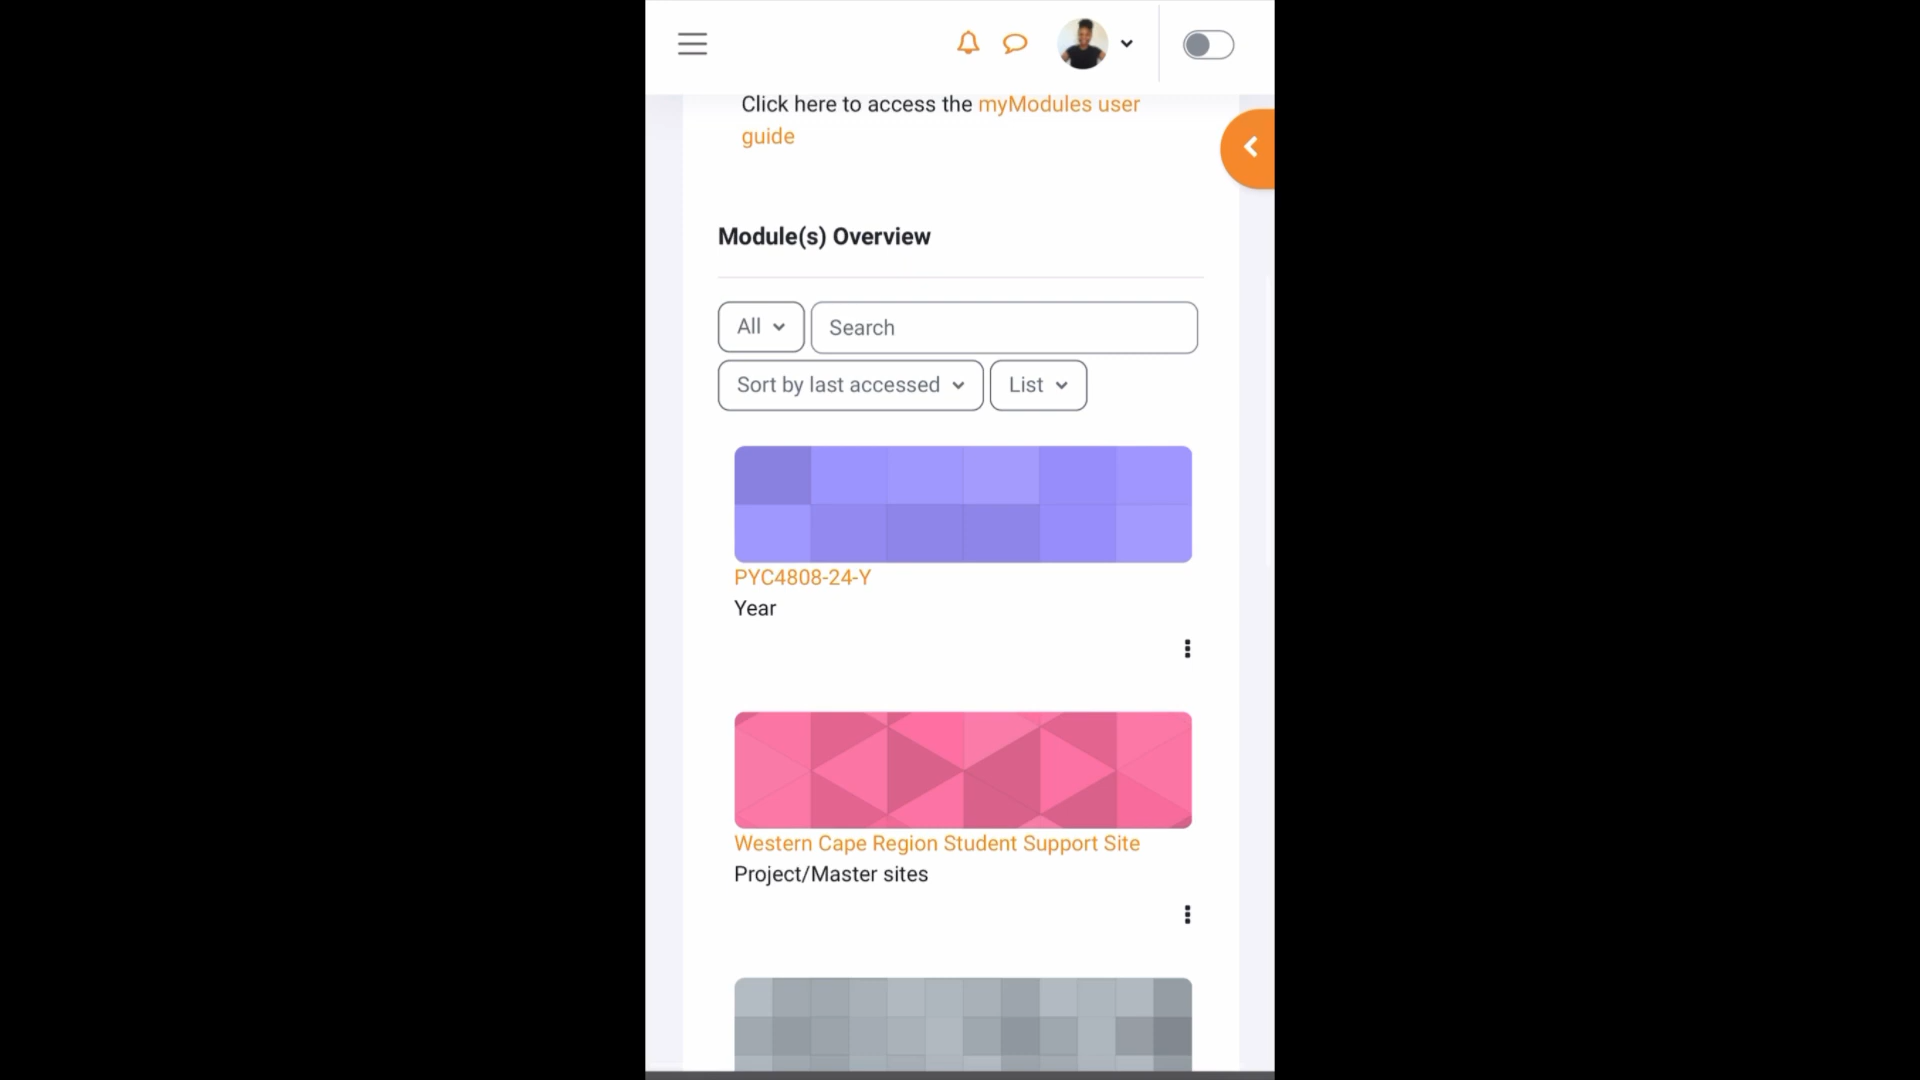 Click here to access the myModules user
guide
Module(s) Overview
All
Search
Sort by last accessed
List
PYC4808-24-Y
Year
Western Cape Region Student Support Site
Project/Master sites